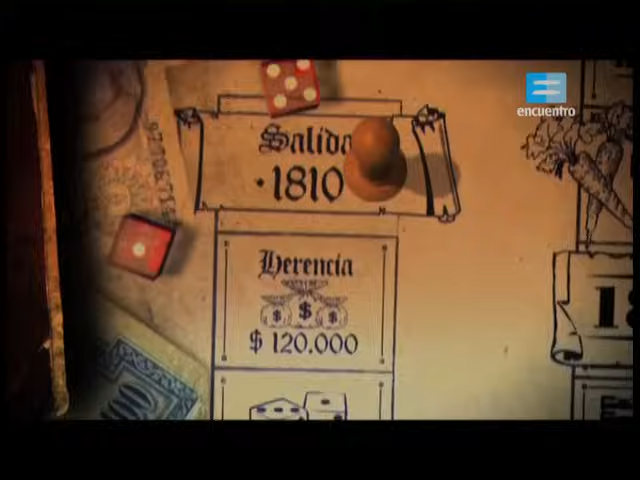 encuentro
Salida
·1810
Herencia
$ $ $
$ 120.000